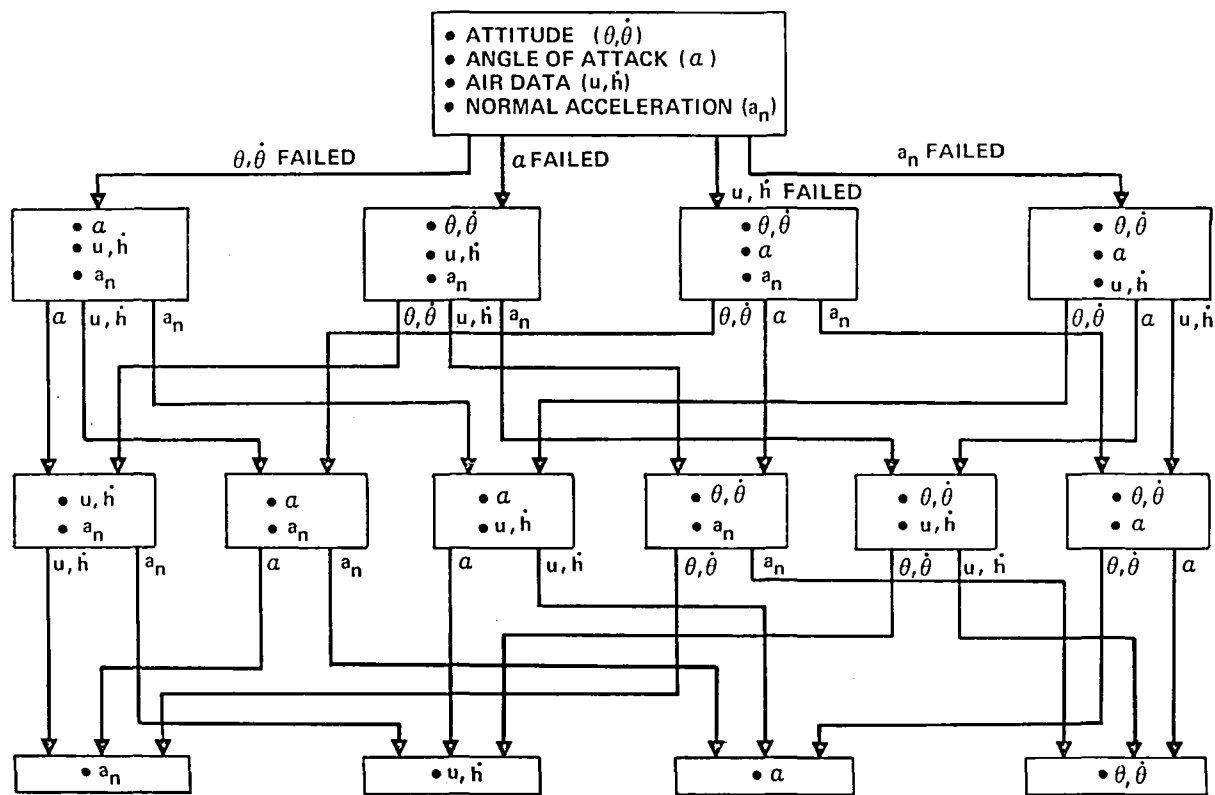 • ATTITUDE (θ,θ̇)
• ANGLE OF ATTACK (α)
• AIR DATA (u,ḣ)
• NORMAL ACCELERATION (aₙ)
θ,θ̇ FAILED
α FAILED
u,ḣ FAILED
aₙ FAILED
• α
• u,ḣ
• aₙ
• θ,θ̇
• u,ḣ
• aₙ
• θ,θ̇
• α
• aₙ
• θ,θ̇
• α
• u,ḣ
α u,ḣ aₙ
θ,θ̇ u,ḣ aₙ
θ,θ̇ α aₙ
θ,θ̇ α u,ḣ
• u,ḣ
• aₙ
• α
• aₙ
• α
• u,ḣ
• θ,θ̇
• aₙ
• θ,θ̇
• u,ḣ
• θ,θ̇
• α
u,ḣ aₙ
α aₙ
α u,ḣ
θ,θ̇ aₙ
θ,θ̇ u,ḣ
θ,θ̇ α
• aₙ
• u,ḣ
• α
• θ,θ̇